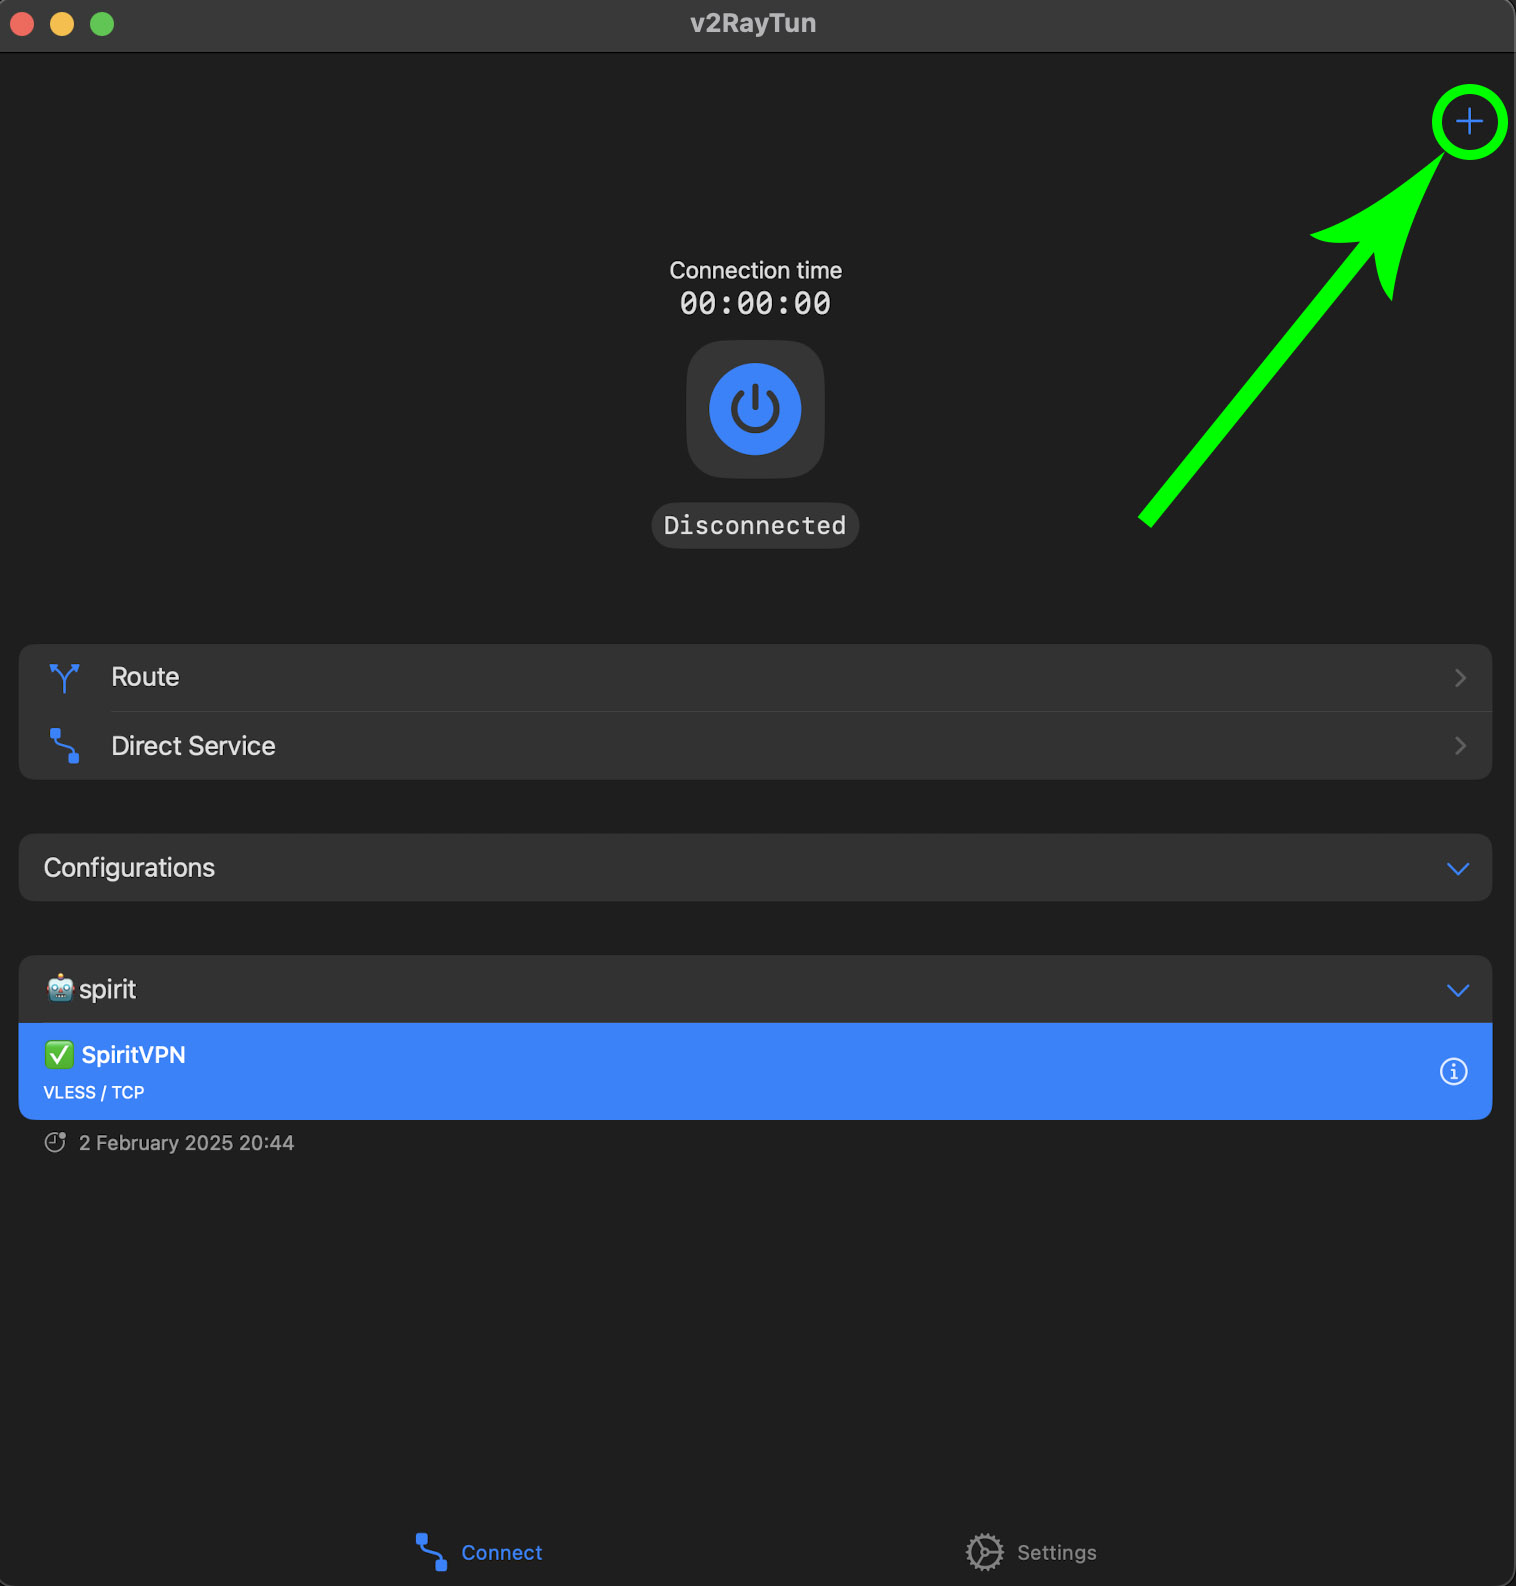 v2RayTun
Connection time
00:00:00
Disconnected
Route
Direct Service
Configurations
🤖spirit
✅ SpiritVPN
VLESS / TCP
2 February 2025 20:44
Connect
Settings